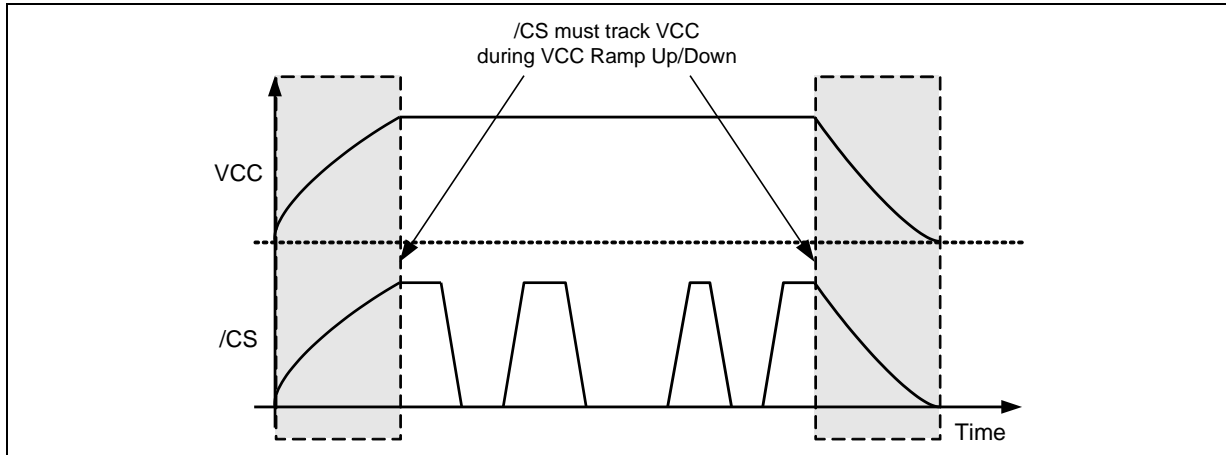 /CS must track VCC
during VCC Ramp Up/Down
VCC
/CS
Time